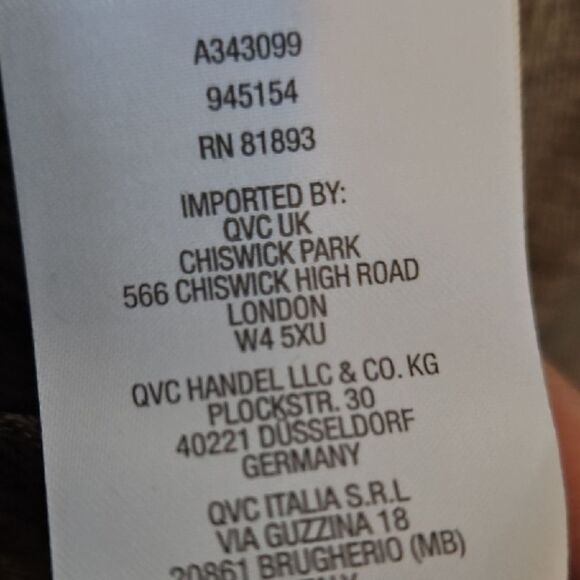 A343099
945154
RN 81893
IMPORTED BY:
QVC UK
CHISWICK PARK
566 CHISWICK HIGH ROAD
LONDON
W4 5XU
QVC HANDEL LLC & CO. KG
PLOCKSTR. 30
40221 DÜSSELDORF
GERMANY
QVC ITALIA S.R.L
VIA GUZZINA 18
20861 BRUGHERIO (MB)